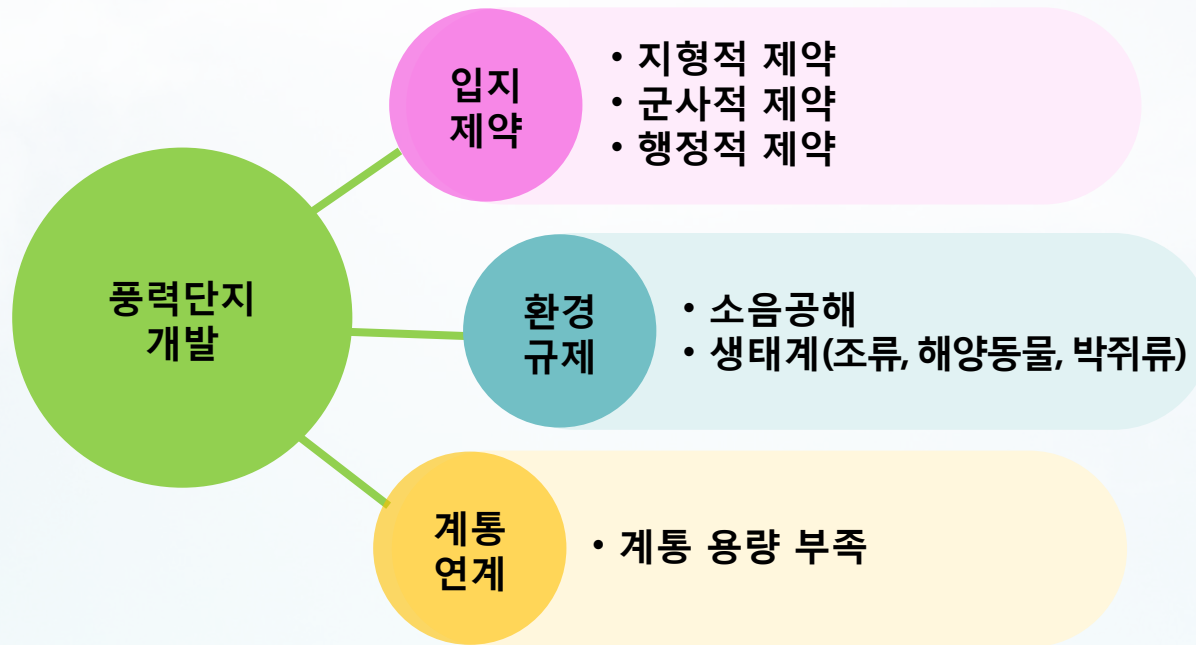 풍력단지
개발
입지
제약
• 지형적 제약
• 군사적 제약
• 행정적 제약
환경
규제
• 소음공해
• 생태계(조류, 해양동물, 박쥐류)
계통
연계
• 계통 용량 부족